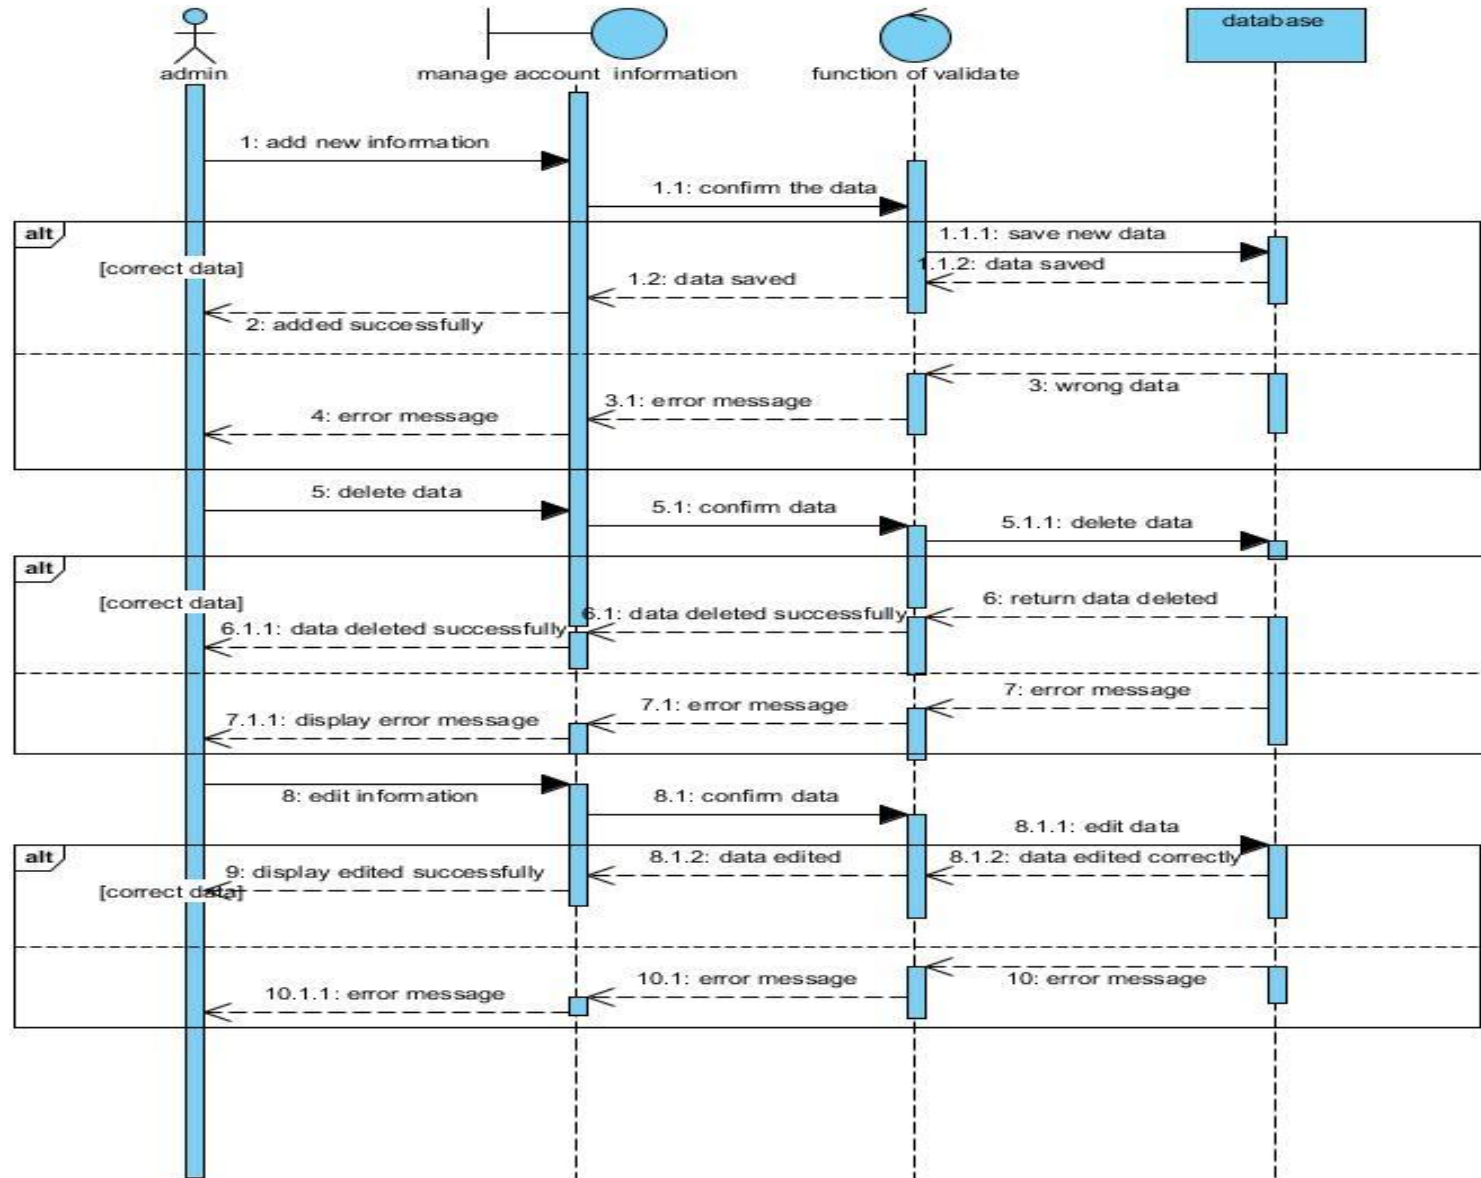 database
admin
manage account information
function of validate
1: add new information
1.1: confirm the data
alt
1.1.1: save new data
[correct data]
1.1.2: data saved
1.2: data saved
2: added successfully
3: wrong data
3.1: error message
4: error message
5: delete data
5.1: confirm data
5.1.1: delete data
alt
[correct data]
6: return data deleted
6.1: data deleted successfully
6.1.1: data deleted successfully
7: error message
7.1: error message
7.1.1: display error message
8: edit information
8.1: confirm data
8.1.1: edit data
alt
8.1.2: data edited
8.1.2: data edited correctly
9: display edited successfully
[correct data]
10: error message
10.1: error message
10.1.1: error message